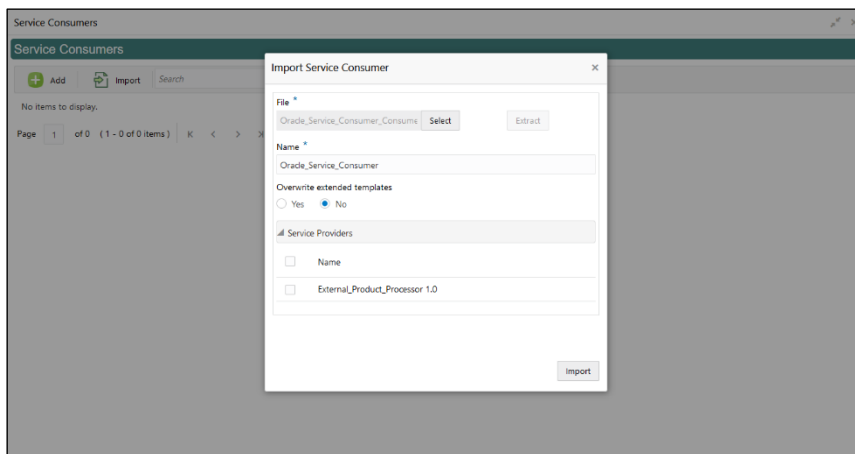 Service Consumers
Service Consumers
Add Import Search
No items to display.
Page 1 of 0 (1 - 0 of 0 items) K < > >|
Import Service Consumer ×
File *
Oracle_Service_Consumer_Consume Select Extract
Name *
Oracle_Service_Consumer
Overwrite extended templates
Yes No
Service Providers
Name
External_Product_Processor 1.0
Import